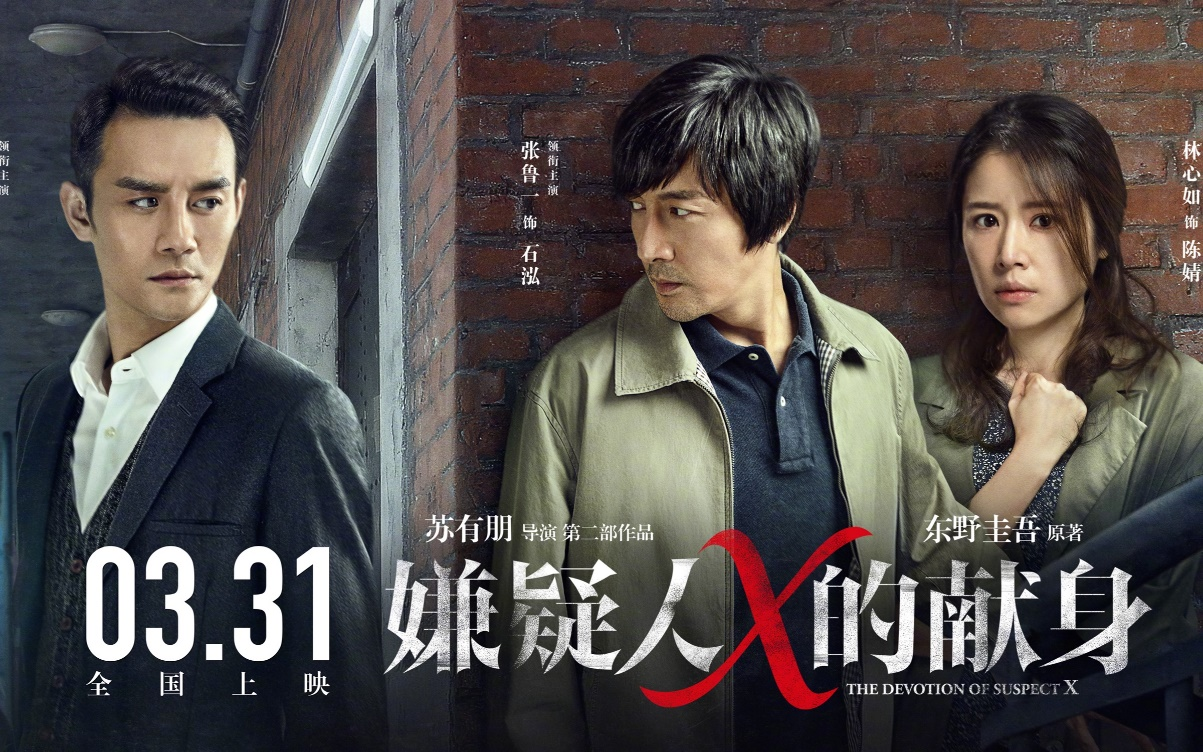 领衔主演
张鲁一 饰 石泓
领衔主演
林心如 饰 陈婧
苏有朋 导演 第二部作品
东野圭吾 原著
嫌疑人X的献身
THE DEVOTION OF SUSPECT X
03.31
全国上映